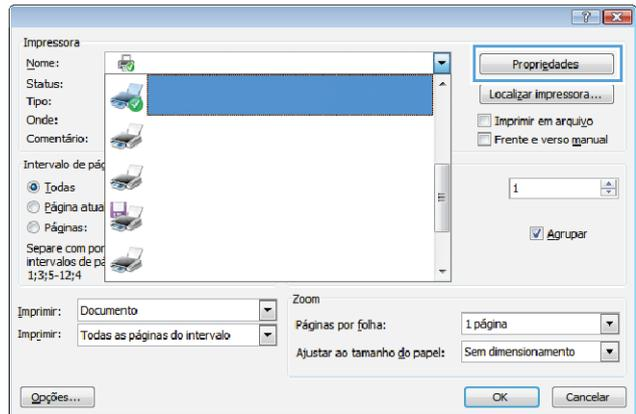 Impressora
Nome:
Propriedades
Status:
Tipo:
Localizar impressora...
Onde:
Imprimir em arquivo
Comentário:
Frente e verso manual
Intervalo de pág
Todas
1
Página atua
Páginas:
Agrupar
Separe com por
intervalos de pá
1;3;5-12;4
Imprimir: Documento
Imprimir: Todas as páginas do intervalo
Zoom
Páginas por folha: 1 página
Ajustar ao tamanho do papel: Sem dimensionamento
Opções...
OK
Cancelar